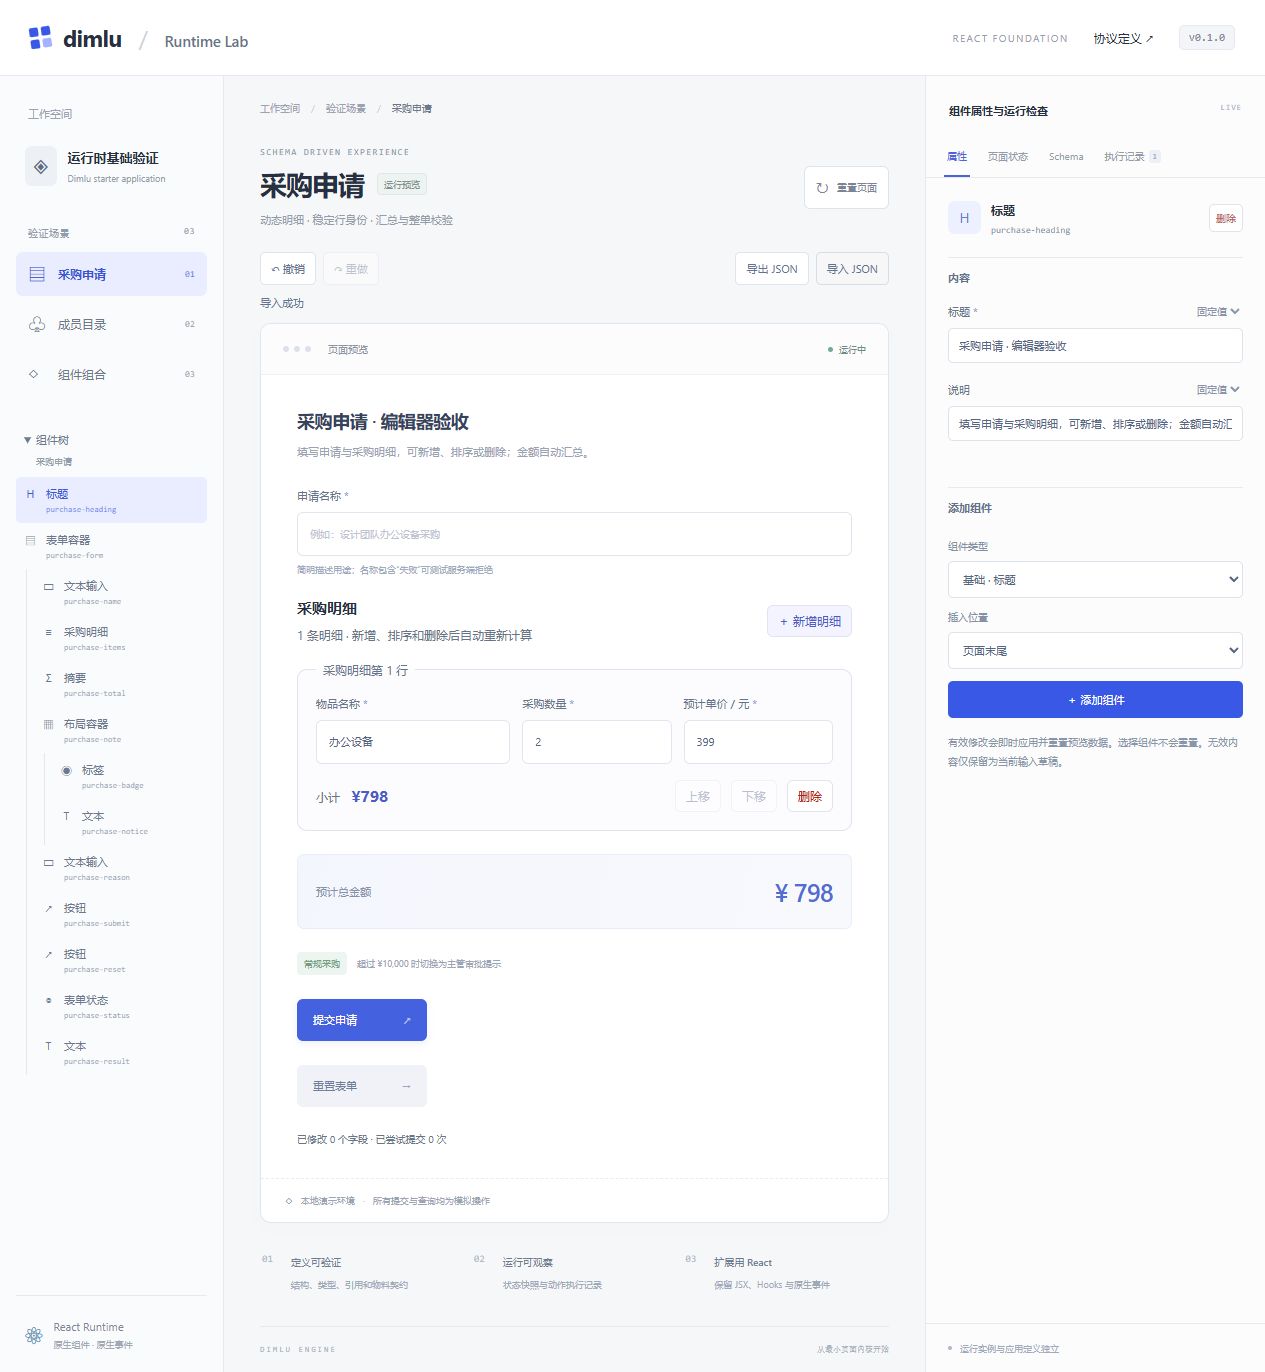 dimlu / Runtime Lab
REACT FOUNDATION 协议定义 ↗ v0.1.0
工作空间
运行时基础验证
Dimlu starter application
验证场景 03
采购申请 01
成员目录 02
组件组合 03
▼ 组件树
采购申请
H 标题
purchase-heading
表单容器
purchase-form
文本输入
purchase-name
采购明细
purchase-items
Σ 摘要
purchase-total
布局容器
purchase-note
标签
purchase-badge
T 文本
purchase-notice
文本输入
purchase-reason
↗ 按钮
purchase-submit
↗ 按钮
purchase-reset
表单状态
purchase-status
T 文本
purchase-result
React Runtime
原生组件 · 原生事件
工作空间 / 验证场景 / 采购申请
SCHEMA DRIVEN EXPERIENCE
采购申请 运行预览
动态明细 · 稳定行身份 · 汇总与整单校验
↻ 重置页面
↶ 撤销 ↷ 重做 导出 JSON 导入 JSON
导入成功
页面预览 运行中
采购申请 · 编辑器验收
填写申请与采购明细，可新增、排序或删除；金额自动汇总。
申请名称 *
例如：设计团队办公设备采购
简明描述用途；名称包含“失败”可测试服务端拒绝
采购明细
1 条明细 · 新增、排序和删除后自动重新计算
+ 新增明细
采购明细第 1 行
物品名称 * 采购数量 * 预计单价 / 元 *
办公设备 2 399
小计 ¥798 上移 下移 删除
预计总金额 ¥ 798
常规采购 超过 ¥10,000 时切换为主管审批提示
提交申请 ↗
重置表单 →
已修改 0 个字段 · 已尝试提交 0 次
本地演示环境 · 所有提交与查询均为模拟操作
01 定义可验证
结构、类型、引用和物料契约
02 运行可观察
状态快照与动作执行记录
03 扩展用 React
保留 JSX、Hooks 与原生事件
DIMLU ENGINE 从最小页面内核开始
组件属性与运行检查 LIVE
属性 页面状态 Schema 执行记录 1
H 标题
purchase-heading
删除
内容
标题 * 固定值
采购申请 · 编辑器验收
说明 固定值
填写申请与采购明细，可新增、排序或删除；金额自动汇
添加组件
组件类型
基础 · 标题
插入位置
页面末尾
+ 添加组件
有效修改会即时应用并重置预览数据。选择组件不会重置。无效内
容仅保留为当前输入草稿。
运行实例与应用定义独立